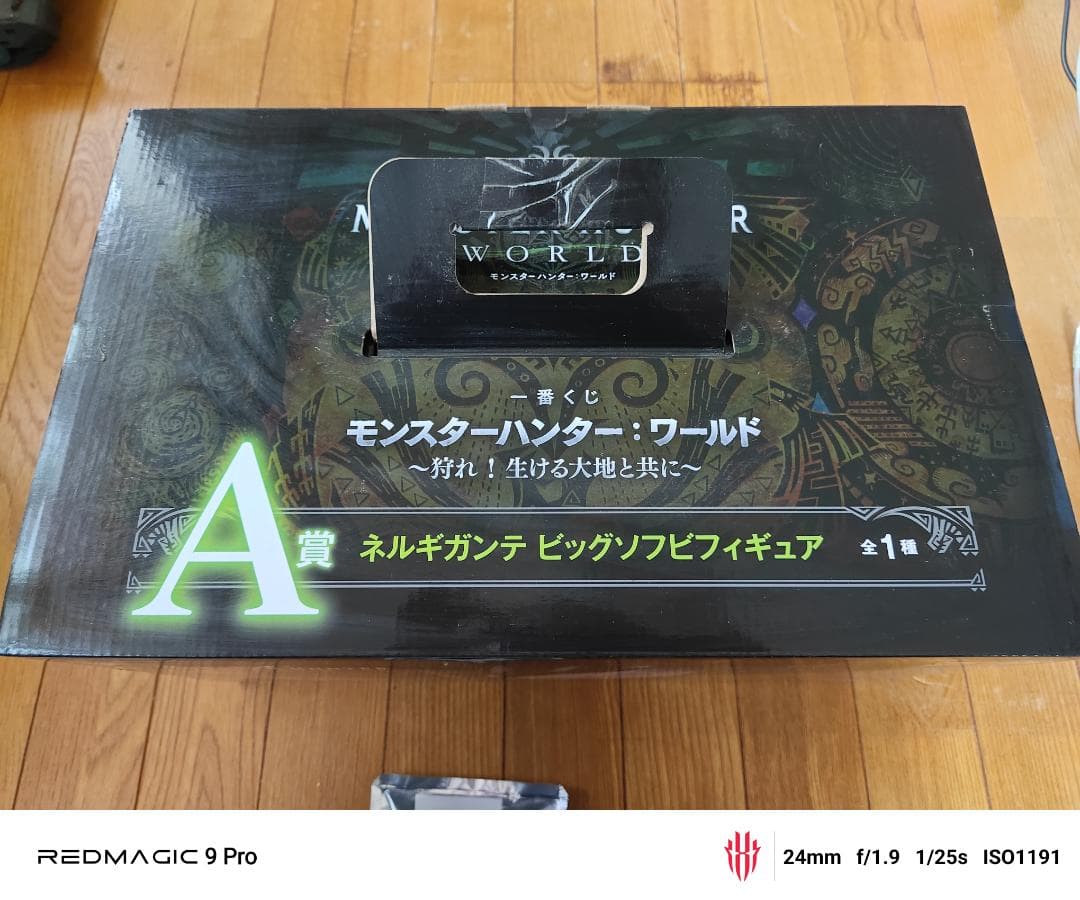 WORLD
モンスターハンター:ワールド
一番くじ
モンスターハンター:ワールド
～狩れ！生ける大地と共に～
A賞 ネルギガンテ ビッグソフビフィギュア 全1種
REDMAGIC 9 Pro 24mm f/1.9 1/25s ISO1191